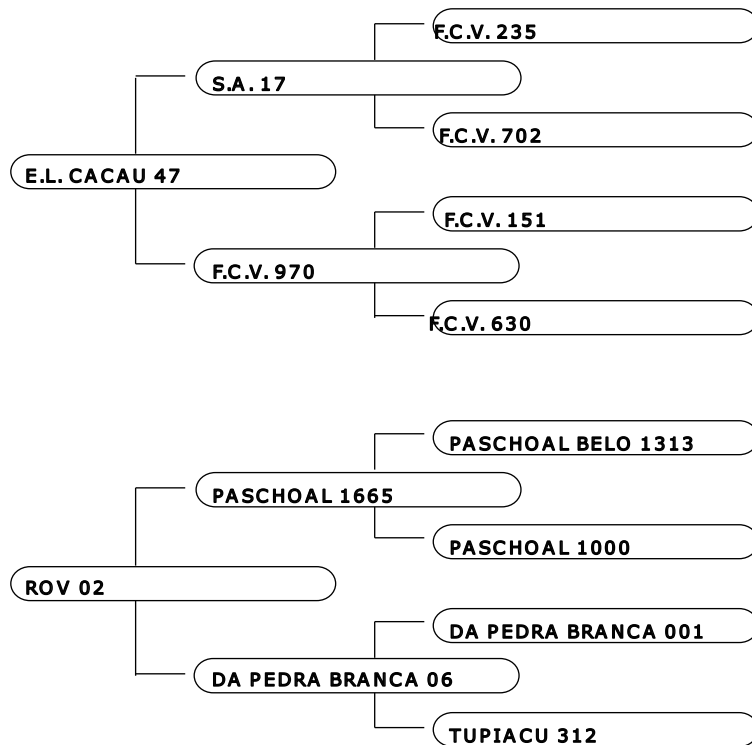 F.C.V. 235
S.A. 17
F.C.V. 702
E.L. CACAU 47
F.C.V. 151
F.C.V. 970
F.C.V. 630
PASCHOAL BELO 1313
PASCHOAL 1665
PASCHOAL 1000
ROV 02
DA PEDRA BRANCA 001
DA PEDRA BRANCA 06
TUPIACU 312